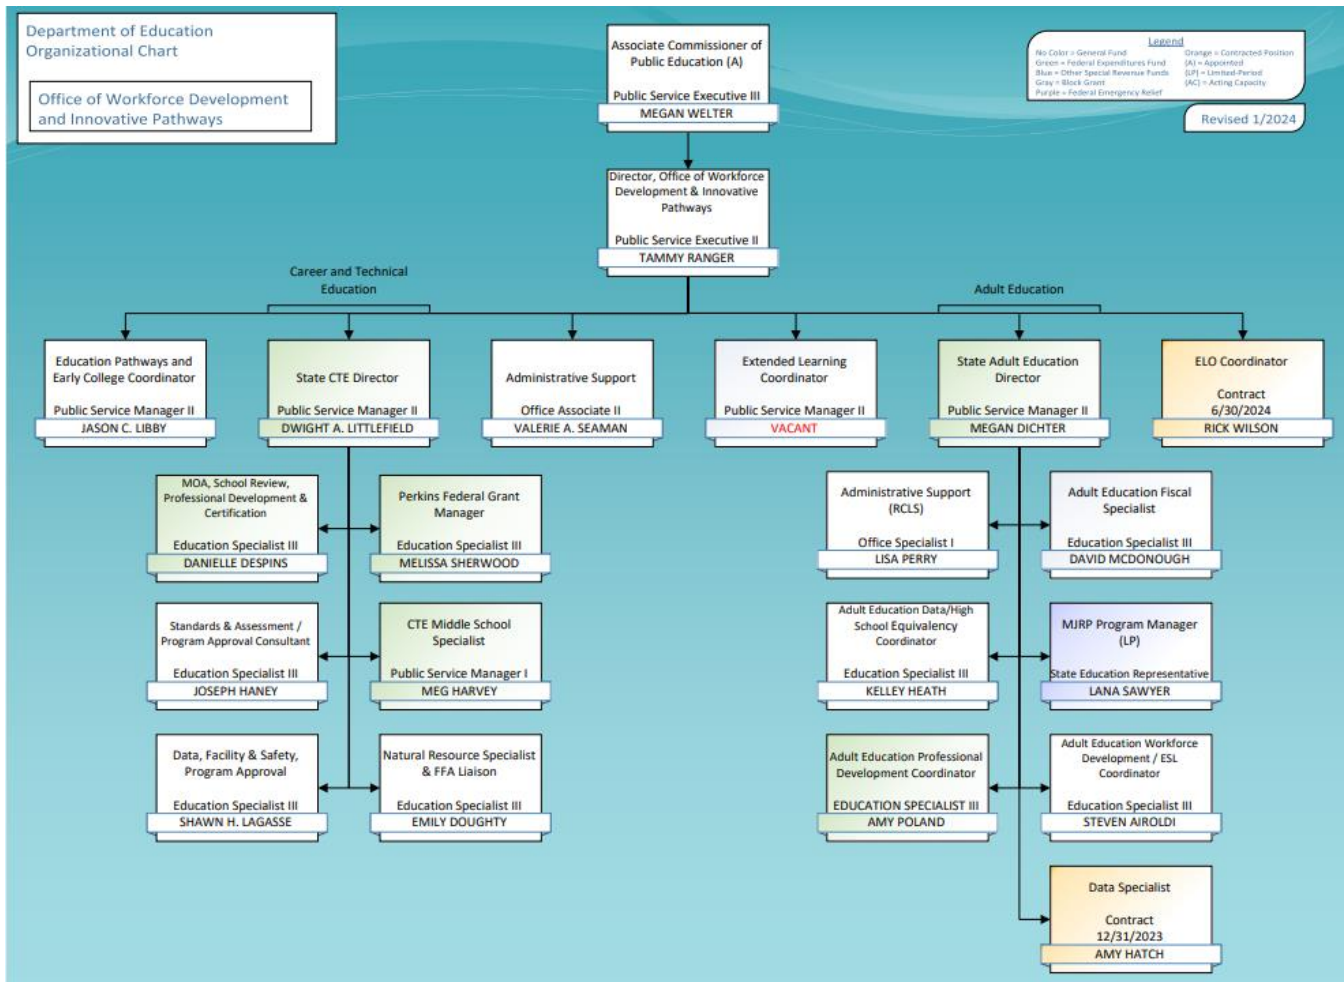 Department of Education
Organizational Chart
Office of Workforce Development
and Innovative Pathways
Associate Commissioner of
Public Education (A)
Public Service Executive III
MEGAN WELTER
Legend
No Color = General Fund
Green = Federal Expenditures Fund
Blue = Other Special Revenue Funds
Gray = Block Grant
Purple = Federal Emergency Relief
Orange = Contracted Position
(A) = Appointed
(LP) = Limited-Period
(AC) = Acting Capacity
Revised 1/2024
Director, Office of Workforce
Development & Innovative
Pathways
Public Service Executive II
TAMMY RANGER
Career and Technical
Education
Adult Education
Education Pathways and
Early College Coordinator
Public Service Manager II
JASON C. LIBBY
State CTE Director
Public Service Manager II
DWIGHT A. LITTLEFIELD
Administrative Support
Office Associate II
VALERIE A. SEAMAN
Extended Learning
Coordinator
Public Service Manager II
VACANT
State Adult Education
Director
Public Service Manager II
MEGAN DICHTER
ELO Coordinator
Contract
6/30/2024
RICK WILSON
MOA, School Review,
Professional Development &
Certification
Education Specialist III
DANIELLE DESPINS
Perkins Federal Grant
Manager
Education Specialist III
MELISSA SHERWOOD
Administrative Support
(RCLS)
Office Specialist I
LISA PERRY
Adult Education Fiscal
Specialist
Education Specialist III
DAVID MCDONOUGH
Standards & Assessment /
Program Approval Consultant
Education Specialist III
JOSEPH HANEY
CTE Middle School
Specialist
Public Service Manager I
MEG HARVEY
Adult Education Data/High
School Equivalency
Coordinator
Education Specialist III
KELLEY HEATH
MJRP Program Manager
(LP)
State Education Representative
LANA SAWYER
Data, Facility & Safety,
Program Approval
Education Specialist III
SHAWN H. LAGASSE
Natural Resource Specialist
& FFA Liaison
Education Specialist III
EMILY DOUGHTY
Adult Education Professional
Development Coordinator
EDUCATION SPECIALIST III
AMY POLAND
Adult Education Workforce
Development / ESL
Coordinator
Education Specialist III
STEVEN AIROLDI
Data Specialist
Contract
12/31/2023
AMY HATCH